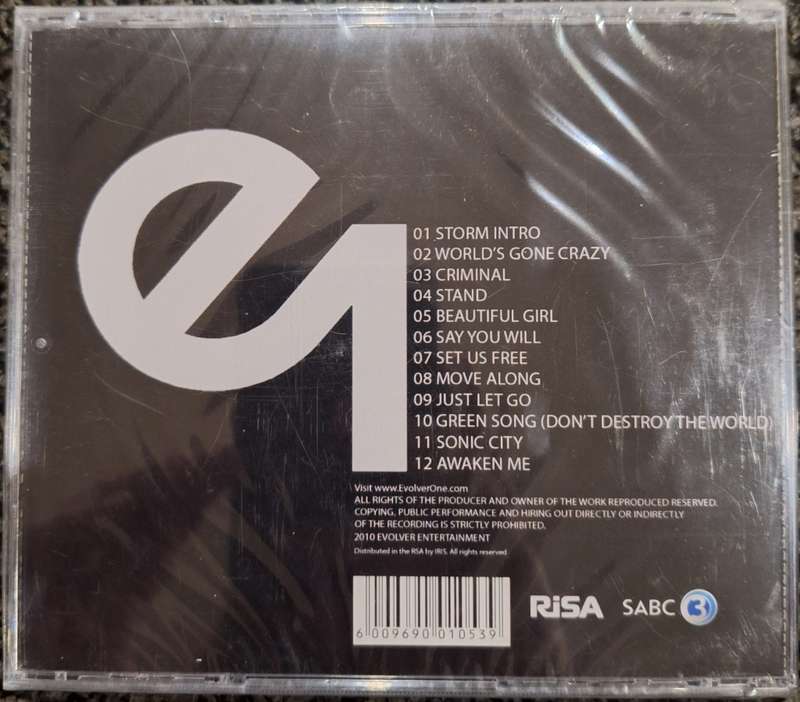 e1
01 STORM INTRO
02 WORLD'S GONE CRAZY
03 CRIMINAL
04 STAND
05 BEAUTIFUL GIRL
06 SAY YOU WILL
07 SET US FREE
08 MOVE ALONG
09 JUST LET GO
10 GREEN SONG (DON'T DESTROY THE WORLD)
11 SONIC CITY
12 AWAKEN ME
Visit www.EvolverOne.com
ALL RIGHTS OF THE PRODUCER AND OWNER OF THE WORK REPRODUCED RESERVED.
COPYING, PUBLIC PERFORMANCE AND HIRING OUT DIRECTLY OR INDIRECTLY
OF THE RECORDING IS STRICTLY PROHIBITED.
2010 EVOLVER ENTERTAINMENT
Distributed in the RSA by IRIS. All rights reserved
6 009690 010539
RiSA SABC 3